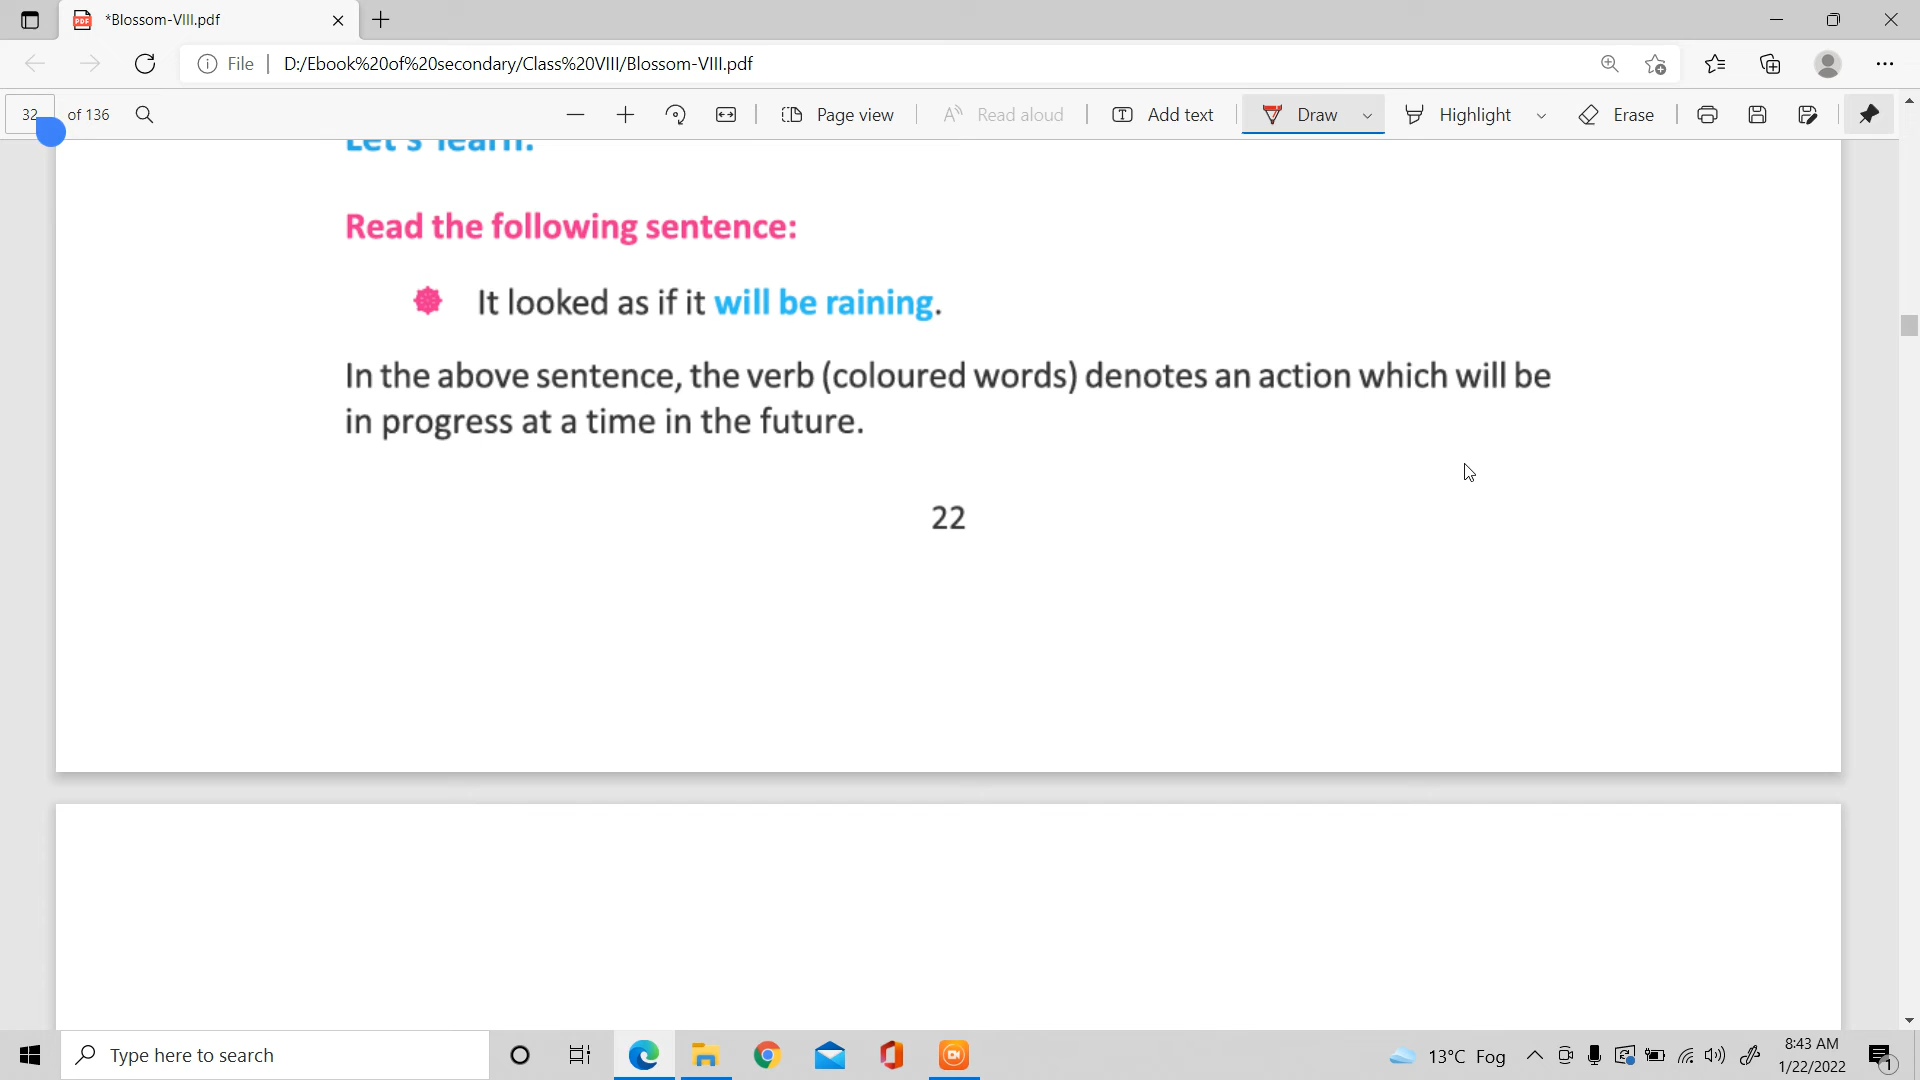 *Blossom-VIII.pdf
File
D:/Ebook%20of%20secondary/Class%20VIII/Blossom-VIII.pdf
32 of 136
Page view
Read aloud
Add text
Draw
Highlight
Erase
Let's learn:
Read the following sentence:
It looked as if it will be raining.
In the above sentence, the verb (coloured words) denotes an action which will be
in progress at a time in the future.
22
Type here to search
13°C Fog
8:43 AM
1/22/2022
1